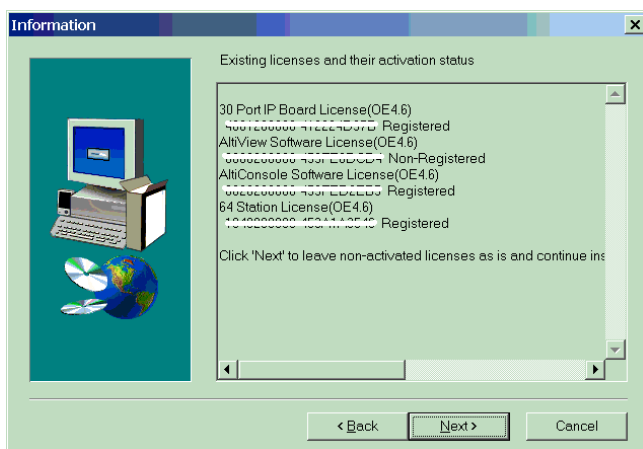 Information
Existing licenses and their activation status
30 Port IP Board License(OE4.6)
Registered
AltiView Software License(OE4.6)
Non-Registered
AltiConsole Software License(OE4.6)
Registered
64 Station License(OE4.6)
Registered
Click 'Next' to leave non-activated licenses as is and continue ins
< Back
Next >
Cancel